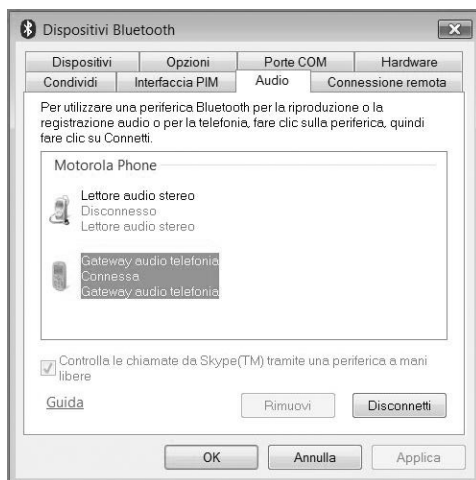 Dispositivi Bluetooth
Dispositivi Opzioni Porte COM Hardware
Condividi Interfaccia PIM Audio Connessione remota
Per utilizzare una periferica Bluetooth per la riproduzione o la
registrazione audio o per la telefonia, fare clic sulla periferica, quindi
fare clic su Connetti.
Motorola Phone
Lettore audio stereo
Disconnesso
Lettore audio stereo
Gateway audio telefonia
Connessa
Gateway audio telefonia
Controlla le chiamate da Skype(TM) tramite una periferica a mani
libere
Guida Rimuovi Disconnetti
OK Annulla Applica